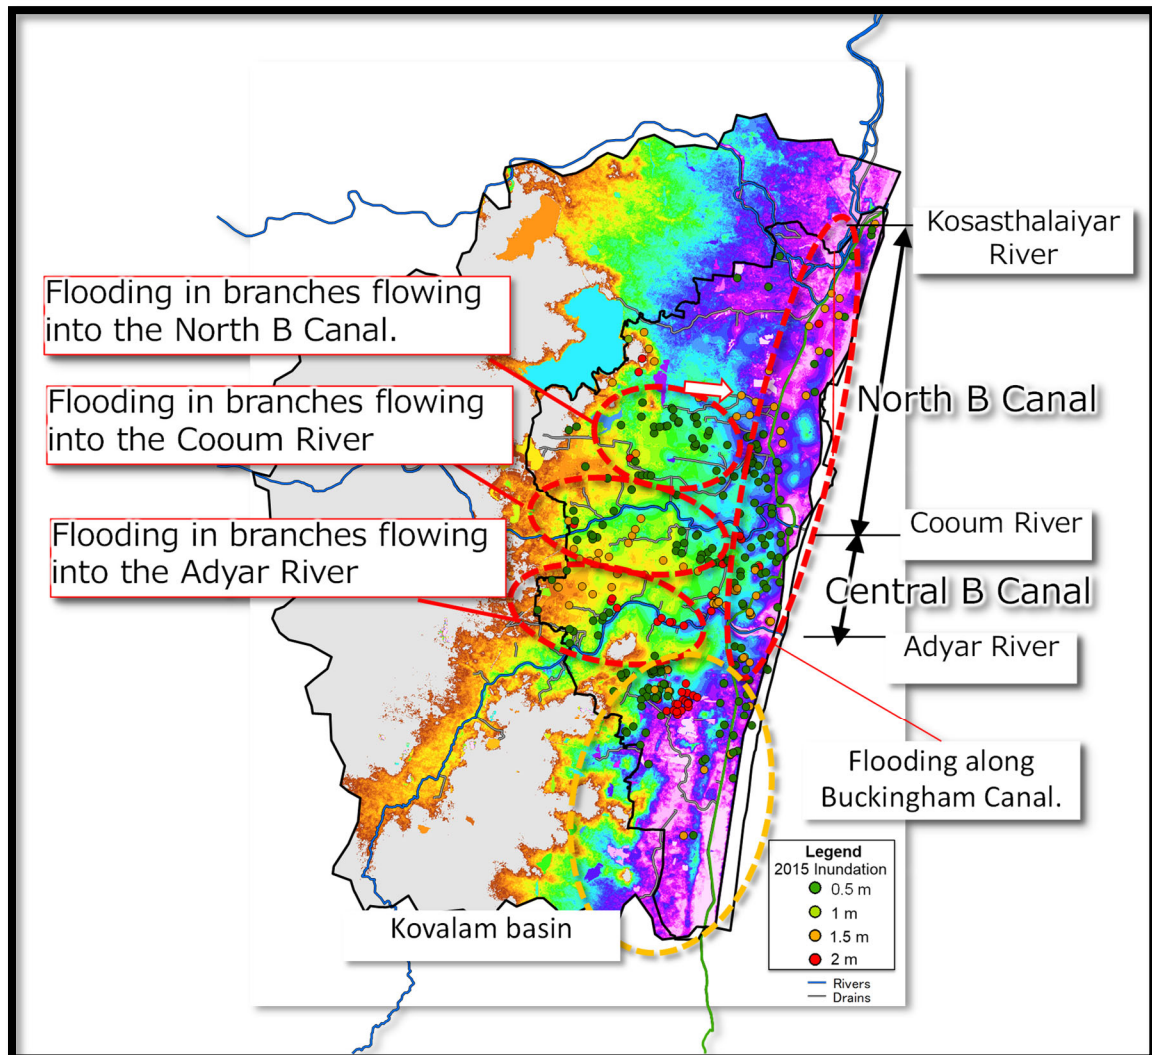 Kosasthalaiyar
River
Flooding in branches flowing
into the North B Canal.
North B Canal
Flooding in branches flowing
into the Cooum River
Cooum River
Flooding in branches flowing
into the Adyar River
Central B Canal
Adyar River
Flooding along
Buckingham Canal.
Kovalam basin
Legend
2015 Inundation
0.5 m
1 m
1.5 m
2 m
Rivers
Drains